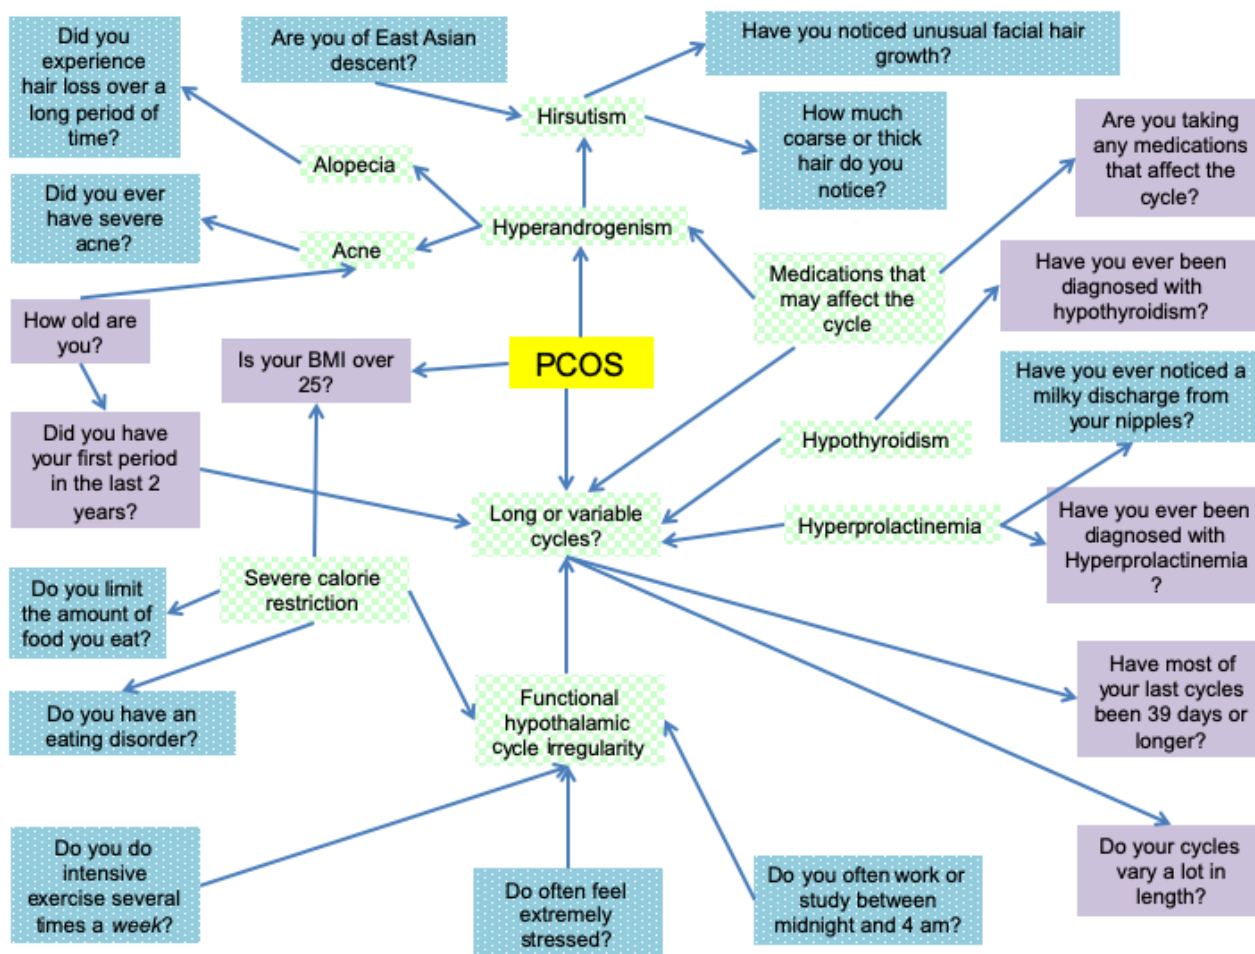 Did you
experience
hair loss over a
long period of
time?
Are you of East Asian
descent?
Have you noticed unusual facial hair
growth?
Hirsutism
How much
coarse or thick
hair do you
notice?
Are you taking
any medications
that affect the
cycle?
Alopecia
Did you ever
have severe
acne?
Acne
Hyperandrogenism
Medications that
may affect the
cycle
Have you ever been
diagnosed with
hypothyroidism?
How old are
you?
Is your BMI over
25?
PCOS
Have you ever noticed a
milky discharge from
your nipples?
Did you have
your first period
in the last 2
years?
Hypothyroidism
Long or variable
cycles?
Hyperprolactinemia
Have you ever been
diagnosed with
Hyperprolactinemia
?
Do you limit
the amount of
food you eat?
Severe calorie
restriction
Do you have an
eating disorder?
Functional
hypothalamic
cycle irregularity
Have most of
your last cycles
been 39 days or
longer?
Do you do
intensive
exercise several
times a week?
Do often feel
extremely
stressed?
Do you often work or
study between
midnight and 4 am?
Do your cycles
vary a lot in
length?